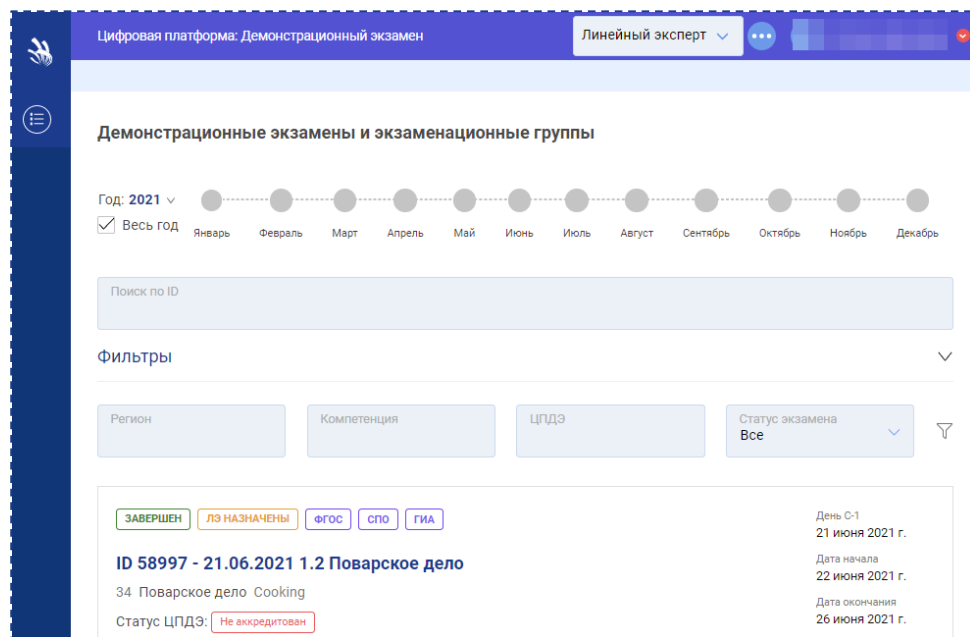 Цифровая платформа: Демонстрационный экзамен
Линейный эксперт
Демонстрационные экзамены и экзаменационные группы
Год: 2021
Весь год
Январь Февраль Март Апрель Май Июнь Июль Август Сентябрь Октябрь Ноябрь Декабрь
Поиск по ID
Фильтры
Регион Компетенция ЦПДЭ Статус экзамена
Все
ЗАВЕРШЕН ЛЭ НАЗНАЧЕНЫ ФГОС СПО ГИА
ID 58997 - 21.06.2021 1.2 Поварское дело
34 Поварское дело Cooking
Статус ЦПДЭ: Не аккредитован
День C-1
21 июня 2021 г.
Дата начала
22 июня 2021 г.
Дата окончания
26 июня 2021 г.